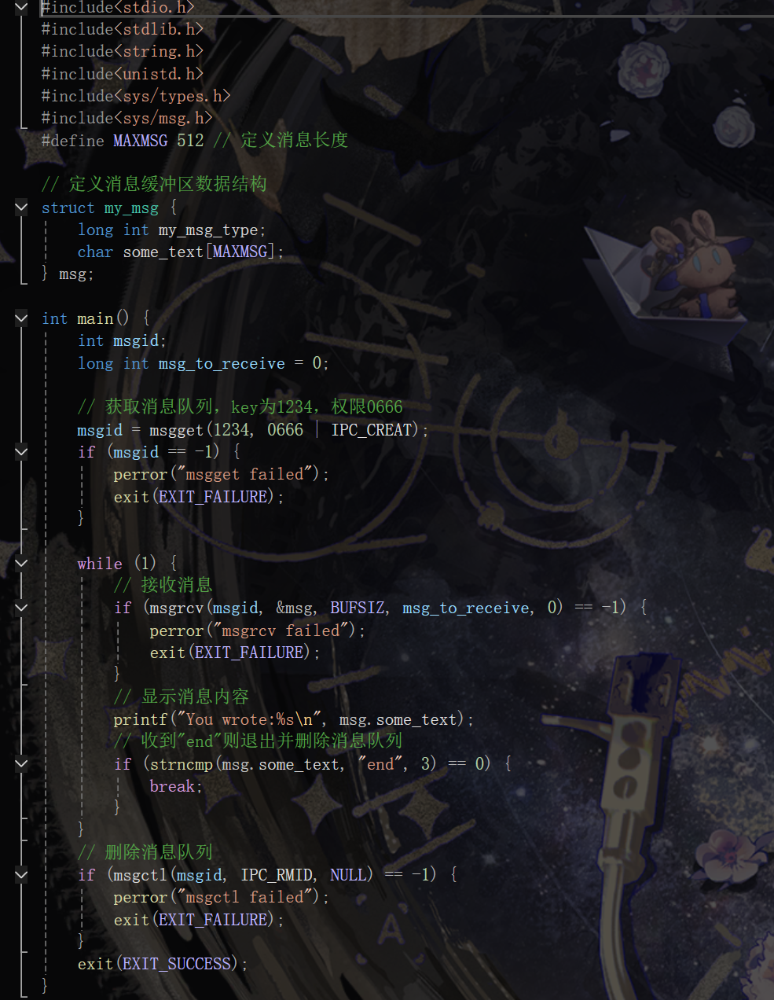 #include<stdio.h>
#include<stdlib.h>
#include<string.h>
#include<unistd.h>
#include<sys/types.h>
#include<sys/msg.h>
#define MAXMSG 512 // 定义消息长度

// 定义消息缓冲区数据结构
struct my_msg {
    long int my_msg_type;
    char some_text[MAXMSG];
} msg;

int main() {
    int msgid;
    long int msg_to_receive = 0;

    // 获取消息队列，key为1234，权限0666
    msgid = msgget(1234, 0666 | IPC_CREAT);
    if (msgid == -1) {
        perror("msgget failed");
        exit(EXIT_FAILURE);
    }

    while (1) {
        // 接收消息
        if (msgrcv(msgid, &msg, BUFSIZ, msg_to_receive, 0) == -1) {
            perror("msgrcv failed");
            exit(EXIT_FAILURE);
        }
        // 显示消息内容
        printf("You wrote:%s\n", msg.some_text);
        // 收到"end"则退出并删除消息队列
        if (strncmp(msg.some_text, "end", 3) == 0) {
            break;
        }
    }
    // 删除消息队列
    if (msgctl(msgid, IPC_RMID, NULL) == -1) {
        perror("msgctl failed");
        exit(EXIT_FAILURE);
    }
    exit(EXIT_SUCCESS);
}